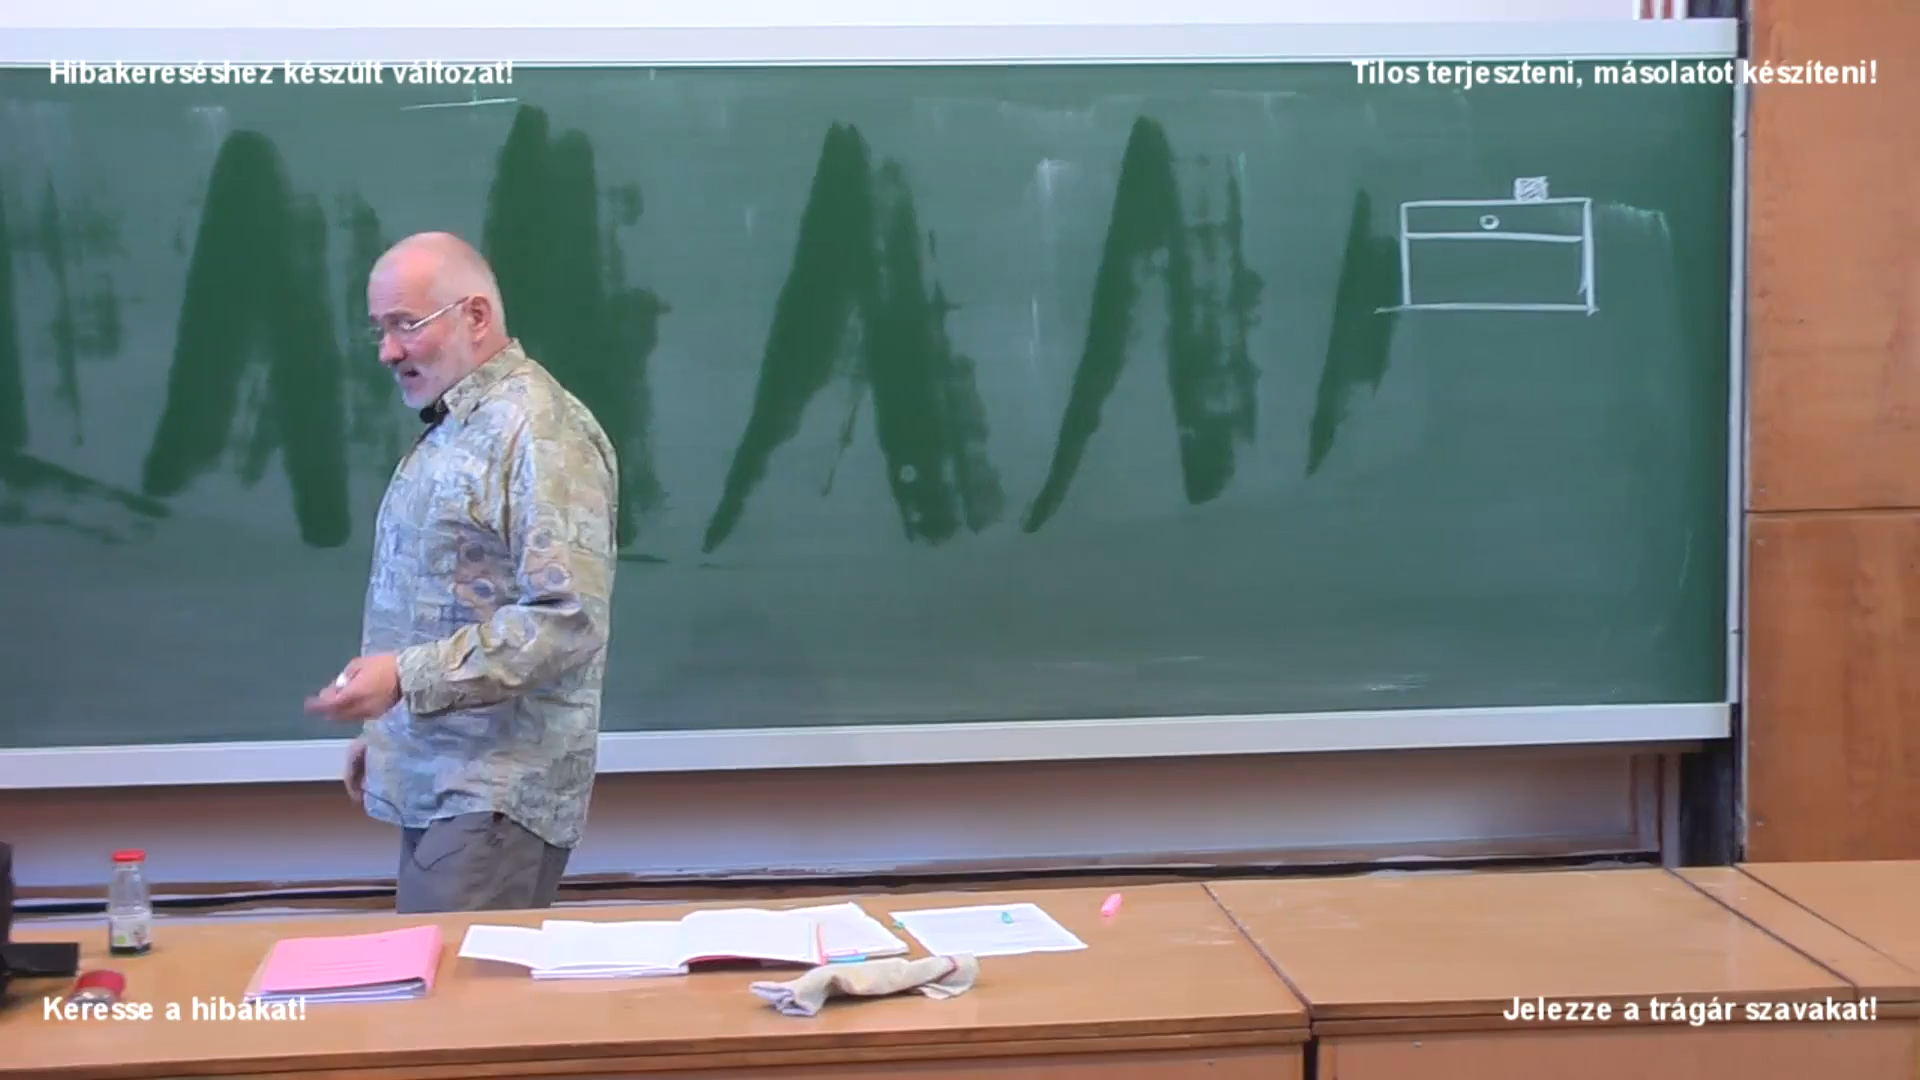 Hibakereséshez készült változat!
Tilos terjeszteni, másolatot készíteni!
Keresse a hibákat!
Jelezze a trágár szavakat!